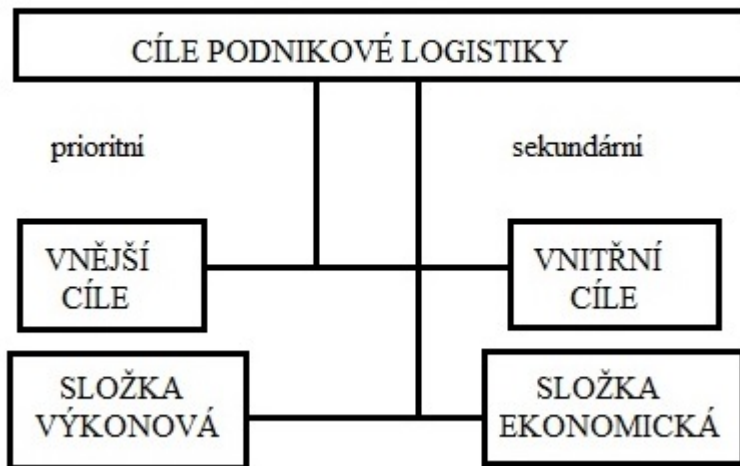 CÍLE PODNIKOVÉ LOGISTIKY
prioritní
sekundární
VNĚJŠÍ
CÍLE
VNITŘNÍ
CÍLE
SLOŽKA
VÝKONOVÁ
SLOŽKA
EKONOMICKÁ